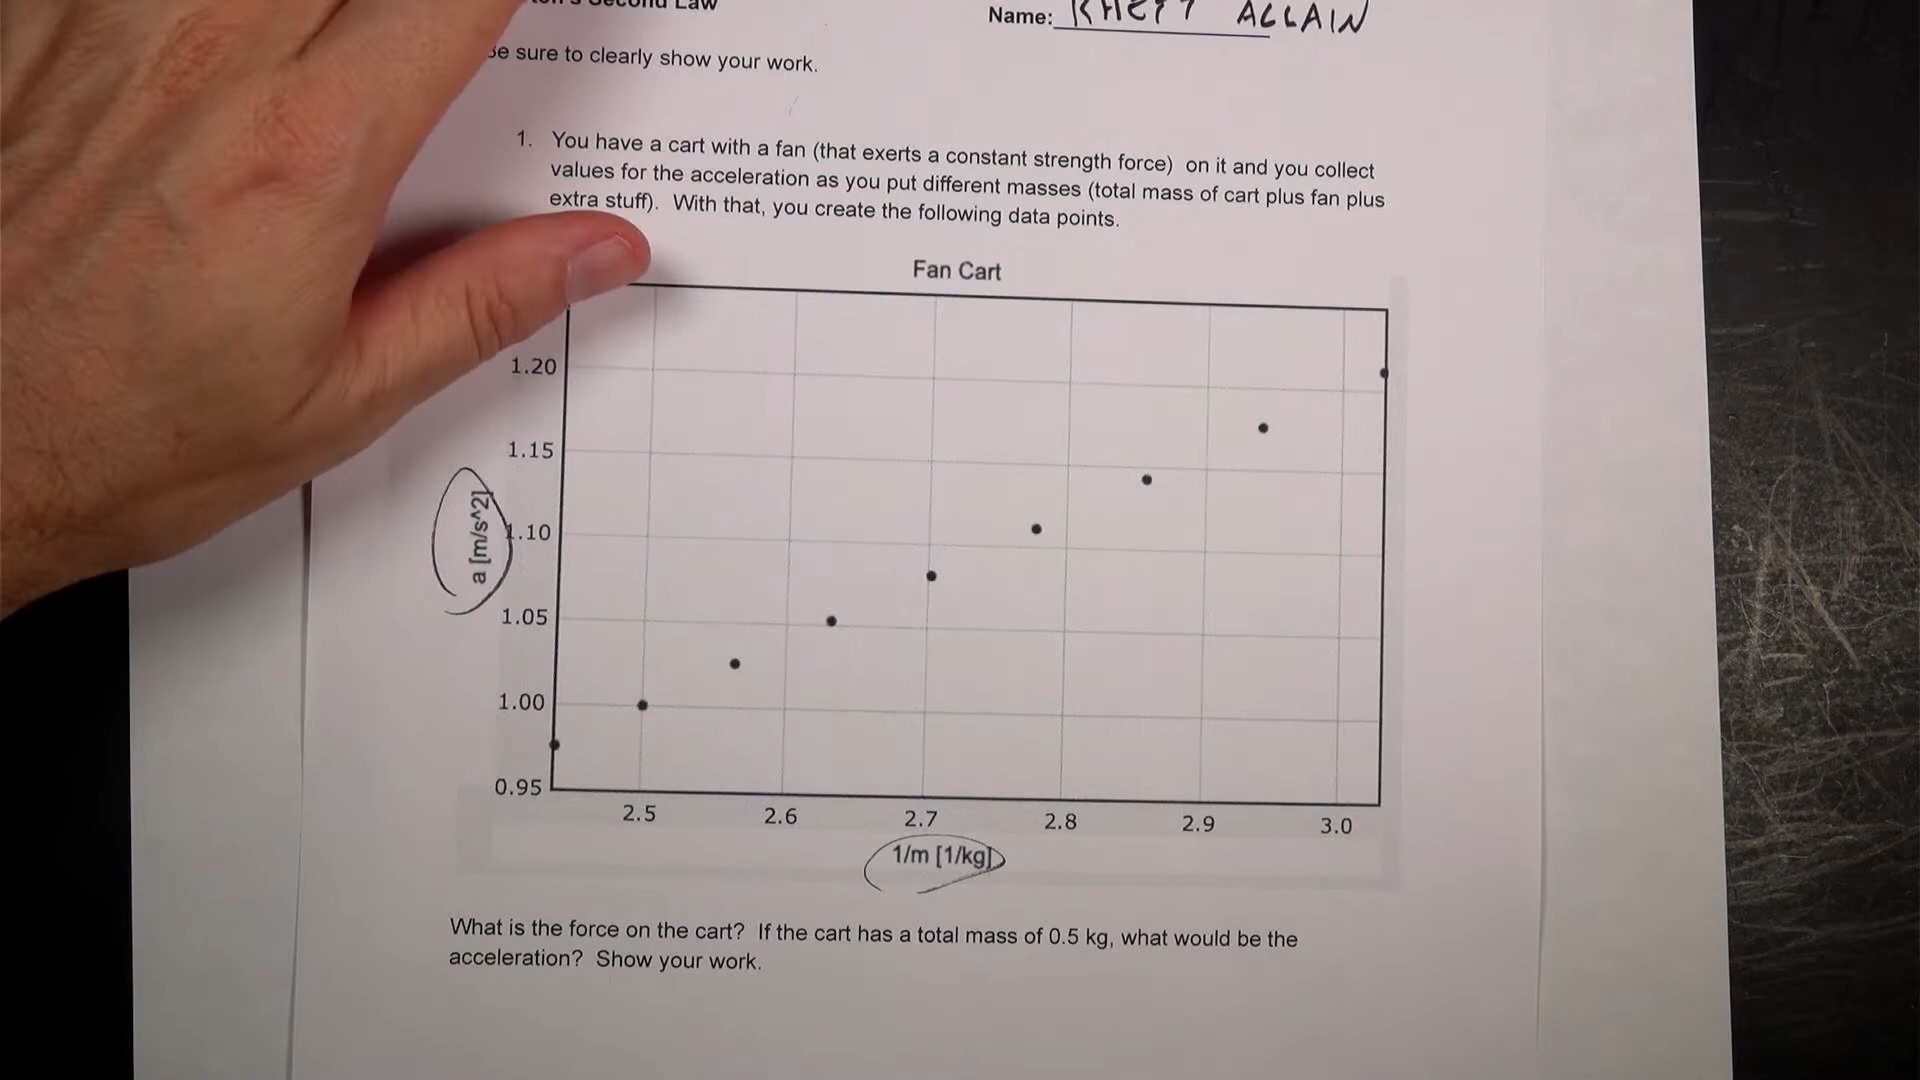 Second Law
Name: RHETT ALLAIN
be sure to clearly show your work.
1. You have a cart with a fan (that exerts a constant strength force) on it and you collect
values for the acceleration as you put different masses (total mass of cart plus fan plus
extra stuff). With that, you create the following data points.
Fan Cart
1.20
1.15
1.10
1.05
1.00
0.95
a [m/s^2]
2.5 2.6 2.7 2.8 2.9 3.0
1/m [1/kg]
What is the force on the cart? If the cart has a total mass of 0.5 kg, what would be the
acceleration? Show your work.